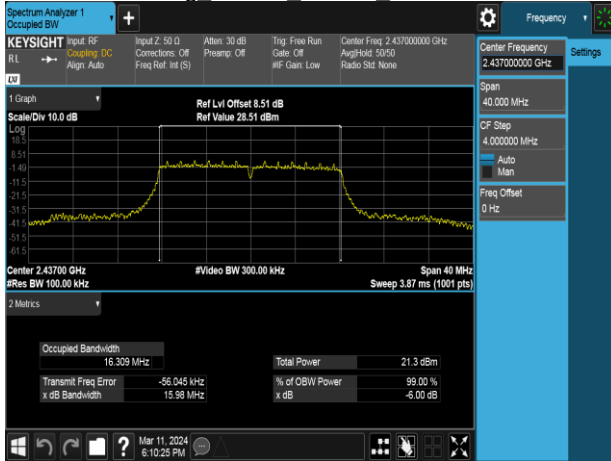 Spectrum Analyzer 1
Occupied BW
KEYSIGHT
RL
Input: RF
Coupling: DC
Align: Auto
Input Z: 50 Ω
Corrections: Off
Freq Ref: Int (S)
Atten: 30 dB
Preamp: Off
Trig: Free Run
Gate: Off
#IF Gain: Low
Center Freq: 2.437000000 GHz
Avg|Hold: 50/50
Radio Std: None
LXI
1 Graph
Scale/Div 10.0 dB
Ref Lvl Offset 8.51 dB
Ref Value 28.51 dBm
Log
18.5
8.51
-1.49
-11.5
-21.5
-31.5
-41.5
-51.5
-61.5
Center 2.43700 GHz
#Res BW 100.00 kHz
#Video BW 300.00 kHz
Span 40 MHz
Sweep 3.87 ms (1001 pts)
2 Metrics
Occupied Bandwidth
16.309 MHz
Total Power 21.3 dBm
Transmit Freq Error -56.045 kHz
% of OBW Power 99.00 %
x dB Bandwidth 15.98 MHz
x dB -6.00 dB
Mar 11, 2024
6:10:25 PM
Frequency
Settings
Center Frequency
2.437000000 GHz
Span
40.000 MHz
CF Step
4.000000 MHz
Auto
Man
Freq Offset
0 Hz